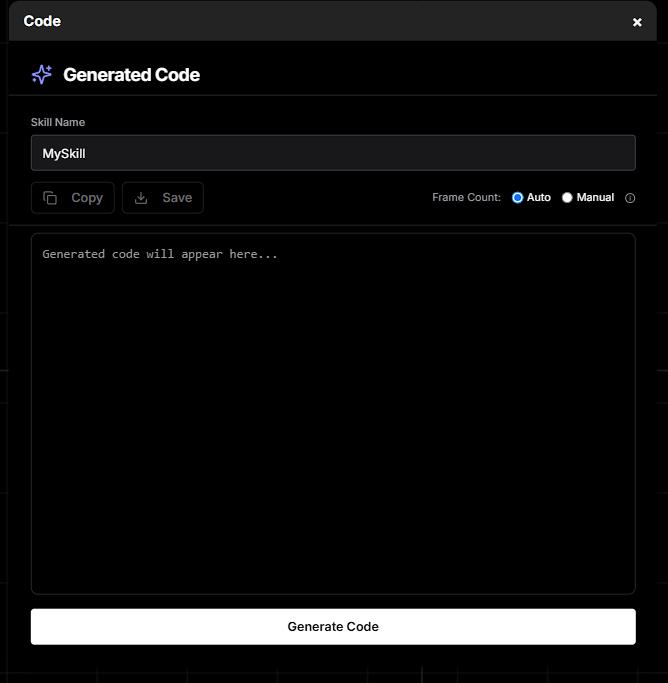 Code
Generated Code
Skill Name
MySkill
Copy Save Frame Count: Auto Manual
Generated code will appear here...
Generate Code